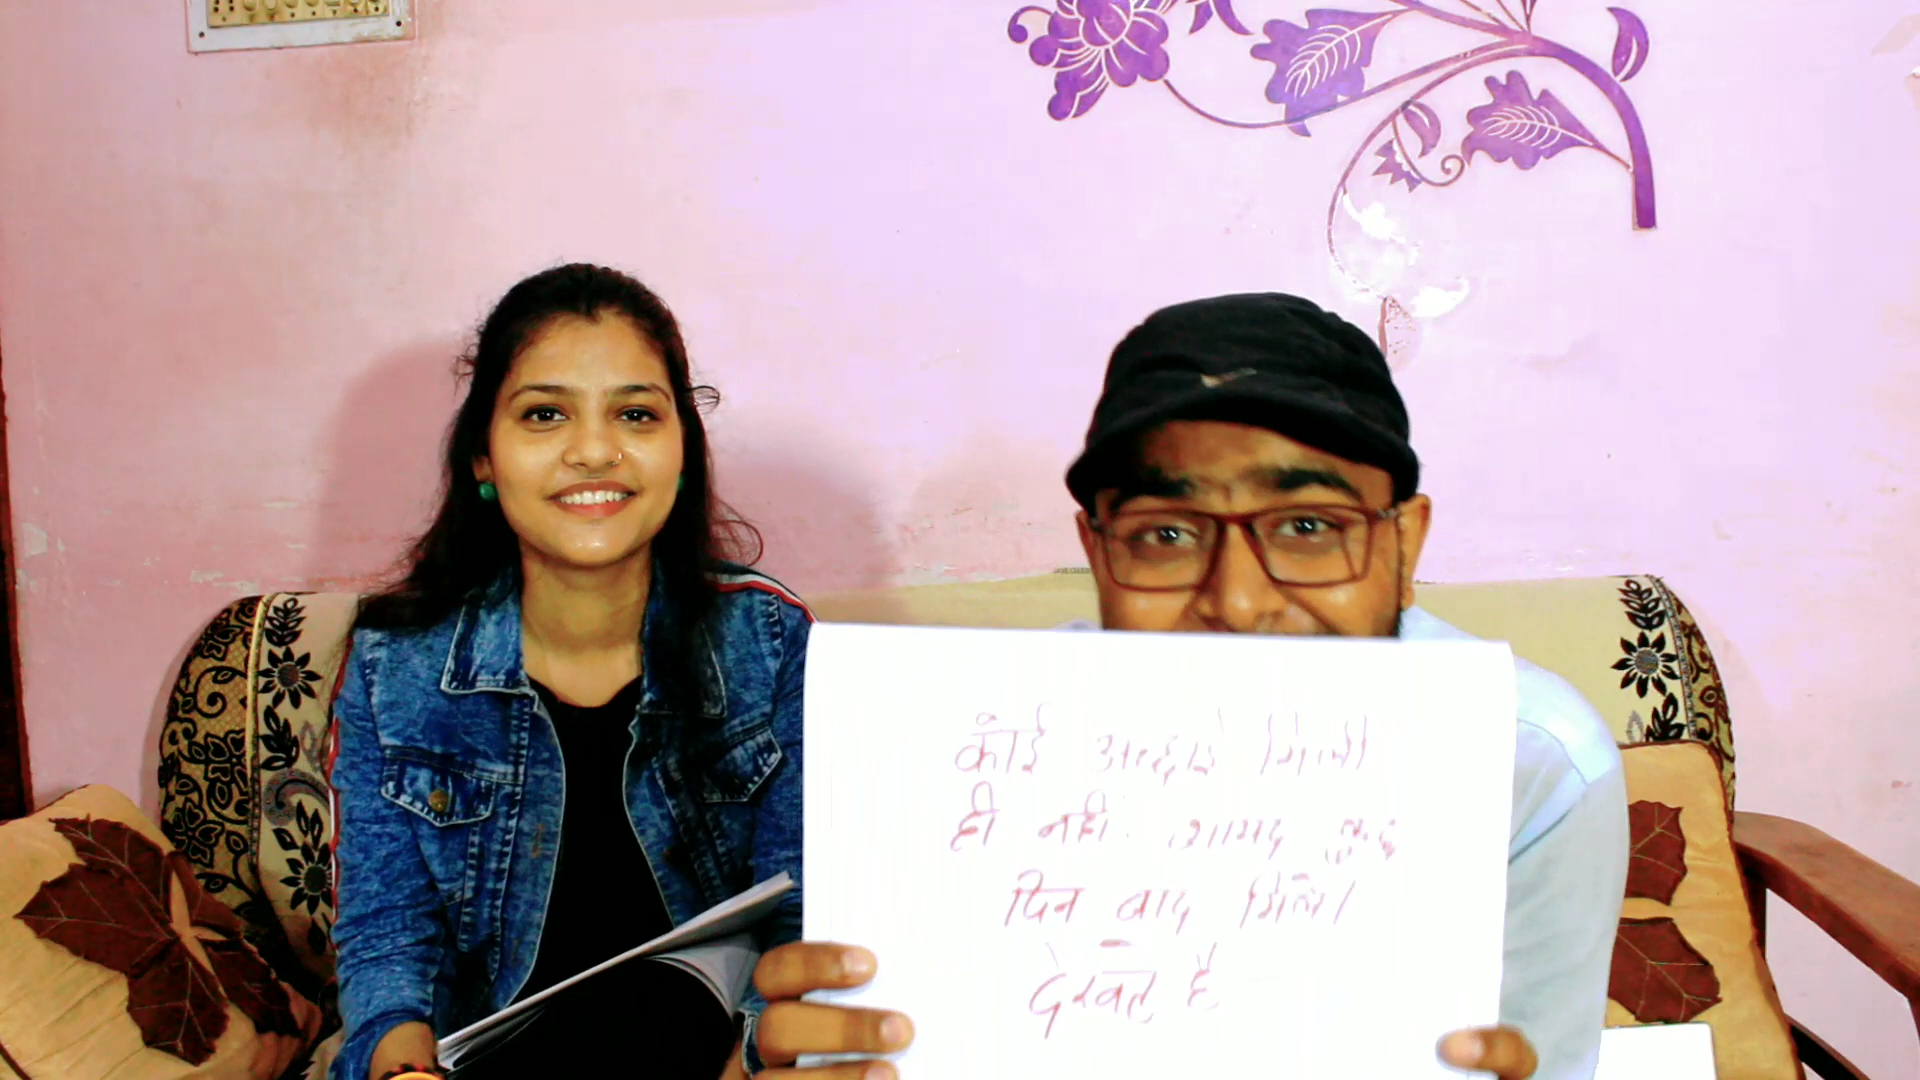 कोई अच्छाई मिली
ही नही. शायद कुछ
दिन बाद मिले।
देखते है